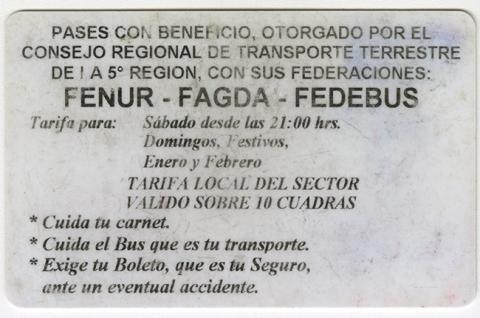 PASES CON BENEFICIO, OTORGADO POR EL
CONSEJO REGIONAL DE TRANSPORTE TERRESTRE
DE I A 5º REGION, CON SUS FEDERACIONES:
FENUR - FAGDA - FEDEBUS
Tarifa para: Sábado desde las 21:00 hrs.
Domingos, Festivos,
Enero y Febrero
TARIFA LOCAL DEL SECTOR
VALIDO SOBRE 10 CUADRAS
* Cuida tu carnet.
* Cuida el Bus que es tu transporte.
* Exige tu Boleto, que es tu Seguro,
ante un eventual accidente.